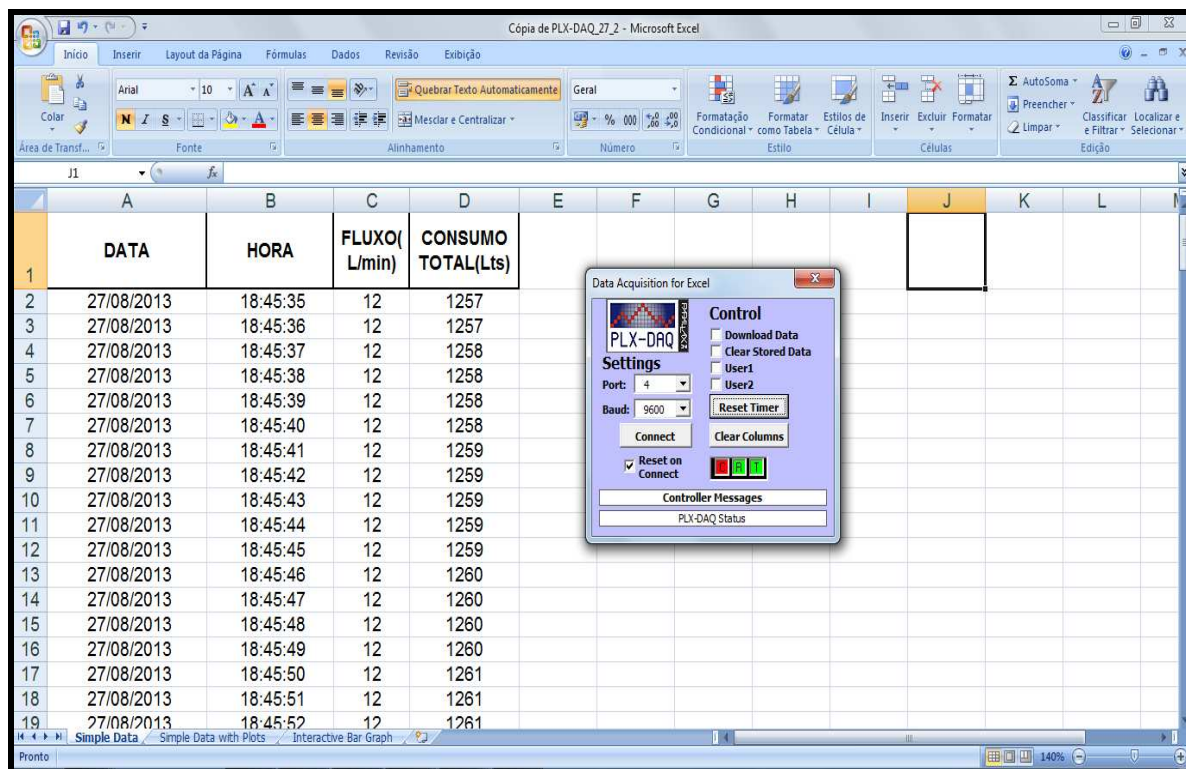 Cópia de PLX-DAQ_27_2 - Microsoft Excel
Início Inserir Layout da Página Fórmulas Dados Revisão Exibição
Colar
Arial 10
Quebrar Texto Automaticamente
Geral
N I S
Mesclar e Centralizar
% 000
Formatação Condicional
Formatar como Tabela
Estilos de Célula
Inserir Excluir Formatar
AutoSoma
Preencher
Limpar
Classificar e Filtrar
Localizar e Selecionar
Área de Transf... Fonte Alinhamento Número Estilo Células Edição
J1 fx
A B C D E F G H I J K L
1 DATA HORA FLUXO( L/min) CONSUMO TOTAL(Lts)
2 27/08/2013 18:45:35 12 1257
3 27/08/2013 18:45:36 12 1257
4 27/08/2013 18:45:37 12 1258
5 27/08/2013 18:45:38 12 1258
6 27/08/2013 18:45:39 12 1258
7 27/08/2013 18:45:40 12 1258
8 27/08/2013 18:45:41 12 1259
9 27/08/2013 18:45:42 12 1259
10 27/08/2013 18:45:43 12 1259
11 27/08/2013 18:45:44 12 1259
12 27/08/2013 18:45:45 12 1259
13 27/08/2013 18:45:46 12 1260
14 27/08/2013 18:45:47 12 1260
15 27/08/2013 18:45:48 12 1260
16 27/08/2013 18:45:49 12 1260
17 27/08/2013 18:45:50 12 1261
18 27/08/2013 18:45:51 12 1261
19 27/08/2013 18:45:52 12 1261
Data Acquisition for Excel
PLX-DAQ
PARALLAX
Settings
Port: 4
Baud: 9600
Connect
Reset on Connect
Control
Download Data
Clear Stored Data
User1
User2
Reset Timer
Clear Columns
C R T
Controller Messages
PLX-DAQ Status
Simple Data Simple Data with Plots Interactive Bar Graph
Pronto
140%